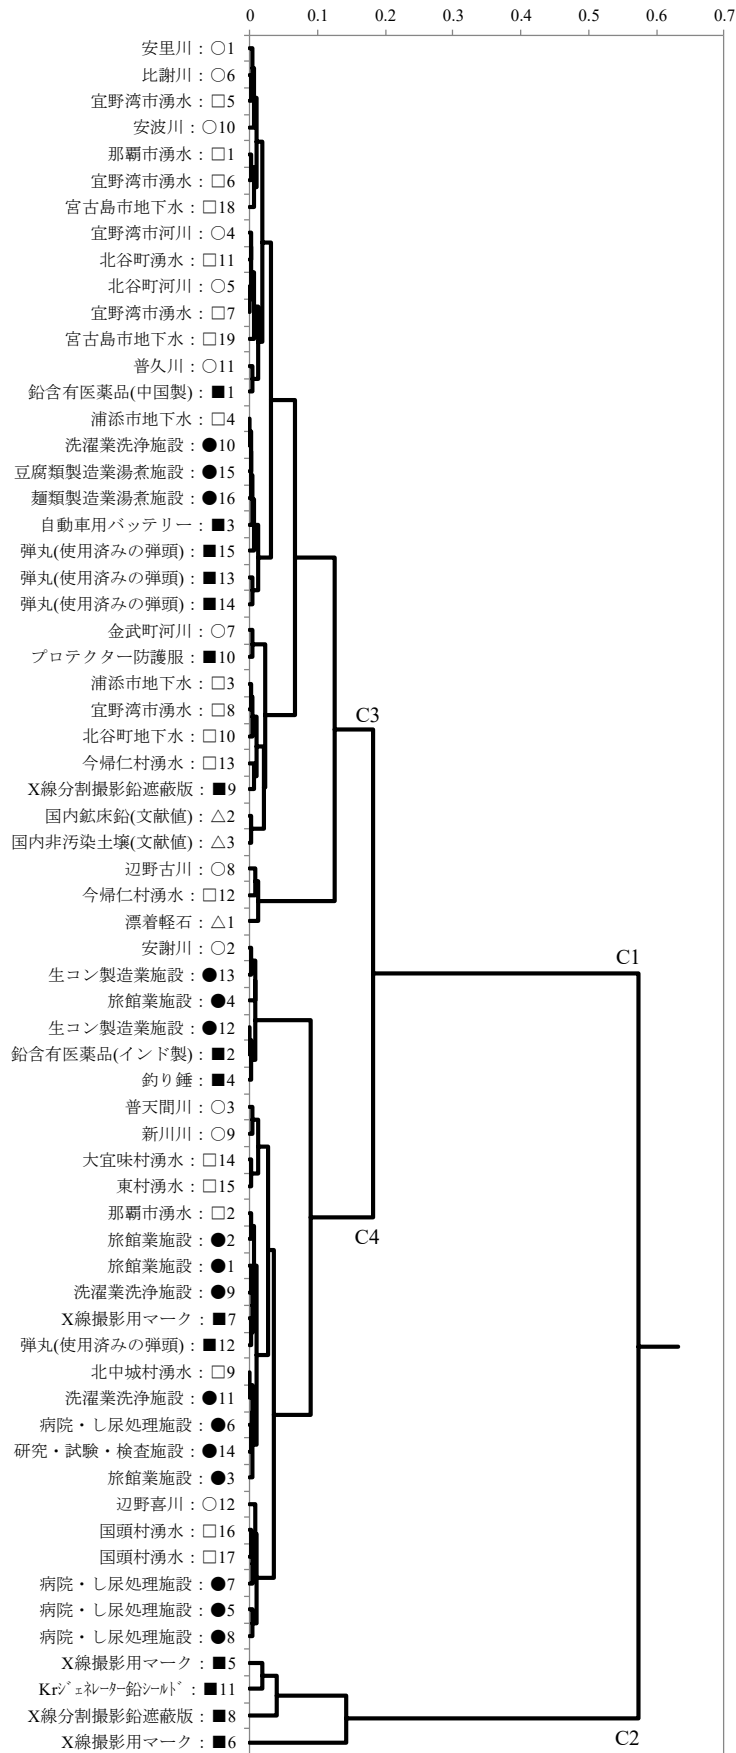 0 0.1 0.2 0.3 0.4 0.5 0.6 0.7
安里川：○1
比謝川：○6
宜野湾市湧水：□5
安波川：○10
那覇市湧水：□1
宜野湾市湧水：□6
宮古島市地下水：□18
宜野湾市河川：○4
北谷町湧水：□11
北谷町河川：○5
宜野湾市湧水：□7
宮古島市地下水：□19
普久川：○11
鉛含有医薬品(中国製)：■1
浦添市地下水：□4
洗濯業洗浄施設：●10
豆腐類製造業湯煮施設：●15
麺類製造業湯煮施設：●16
自動車用バッテリー：■3
弾丸(使用済みの弾頭)：■15
弾丸(使用済みの弾頭)：■13
弾丸(使用済みの弾頭)：■14
金武町河川：○7
プロテクター防護服：■10
浦添市地下水：□3
宜野湾市湧水：□8
C3
北谷町地下水：□10
今帰仁村湧水：□13
X線分割撮影鉛遮蔽版：■9
国内鉱床鉛(文献値)：△2
国内非汚染土壌(文献値)：△3
辺野古川：○8
今帰仁村湧水：□12
漂着軽石：△1
安謝川：○2
C1
生コン製造業施設：●13
旅館業施設：●4
生コン製造業施設：●12
鉛含有医薬品(インド製)：■2
釣り錘：■4
普天間川：○3
新川川：○9
大宜味村湧水：□14
東村湧水：□15
那覇市湧水：□2
旅館業施設：●2
C4
旅館業施設：●1
洗濯業洗浄施設：●9
X線撮影用マーク：■7
弾丸(使用済みの弾頭)：■12
北中城村湧水：□9
洗濯業洗浄施設：●11
病院・し尿処理施設：●6
研究・試験・検査施設：●14
旅館業施設：●3
辺野喜川：○12
国頭村湧水：□16
国頭村湧水：□17
病院・し尿処理施設：●7
病院・し尿処理施設：●5
病院・し尿処理施設：●8
X線撮影用マーク：■5
Krｼﾞｪﾈﾚｰﾀｰ鉛ｼｰﾙﾄﾞ：■11
X線分割撮影鉛遮蔽版：■8
X線撮影用マーク：■6
C2